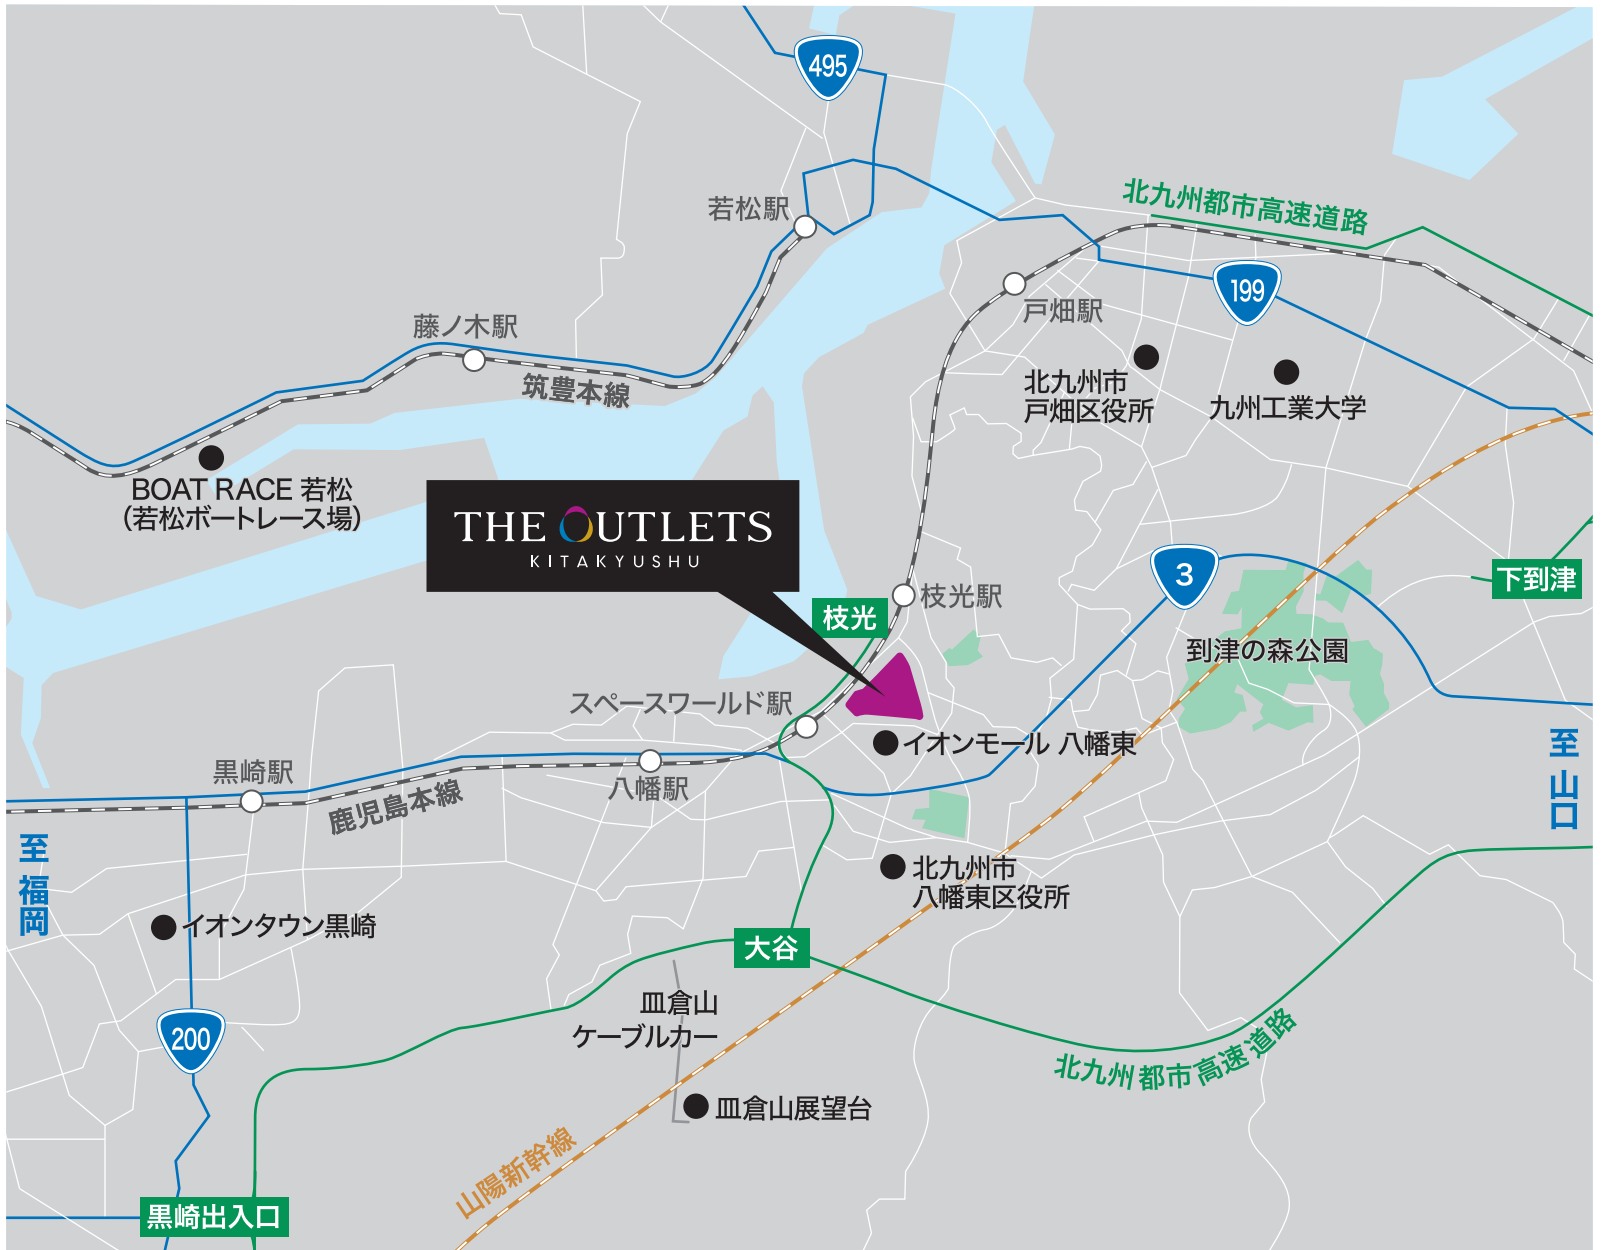 495
若松駅
北九州都市高速道路
199
戸畑駅
藤ノ木駅
筑豊本線
北九州市
戸畑区役所
九州工業大学
BOAT RACE 若松
(若松ボートレース場)
THE OUTLETS
KITAKYUSHU
枝光駅
枝光
3
下到津
到津の森公園
スペースワールド駅
イオンモール 八幡東
至 山口
黒崎駅
八幡駅
鹿児島本線
至 福岡
北九州市
八幡東区役所
イオンタウン黒崎
大谷
皿倉山
ケーブルカー
200
北九州都市高速道路
皿倉山展望台
山陽新幹線
黒崎出入口